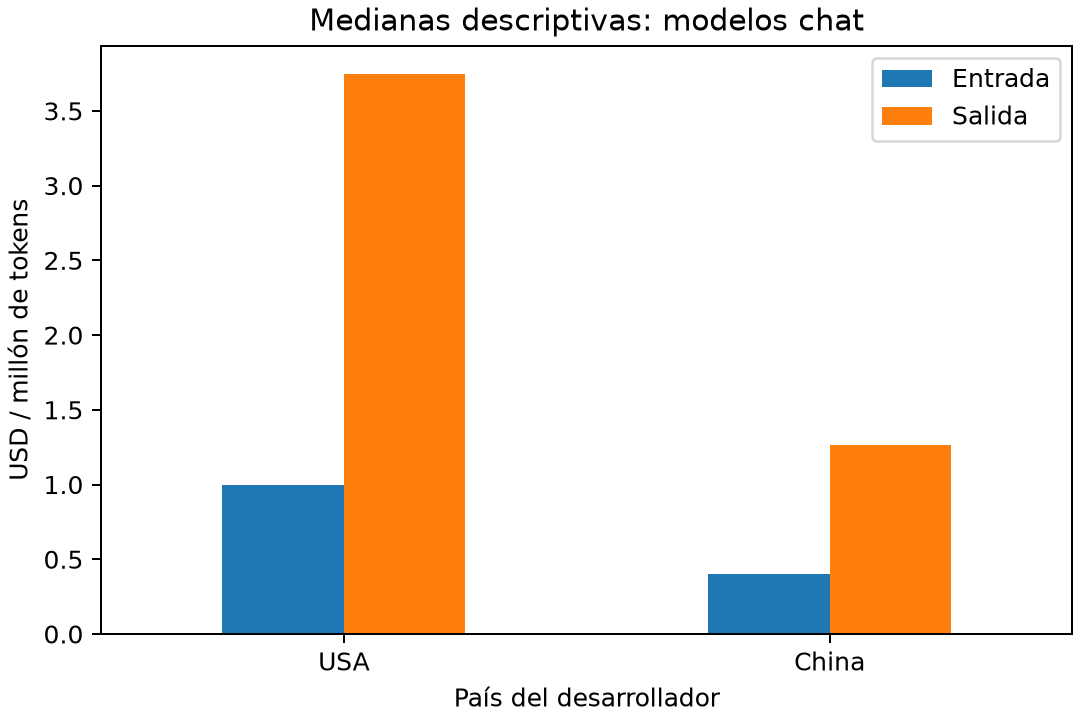 Medianas descriptivas: modelos chat
Entrada
Salida
USD / millón de tokens
3.5
3.0
2.5
2.0
1.5
1.0
0.5
0.0
USA
China
País del desarrollador